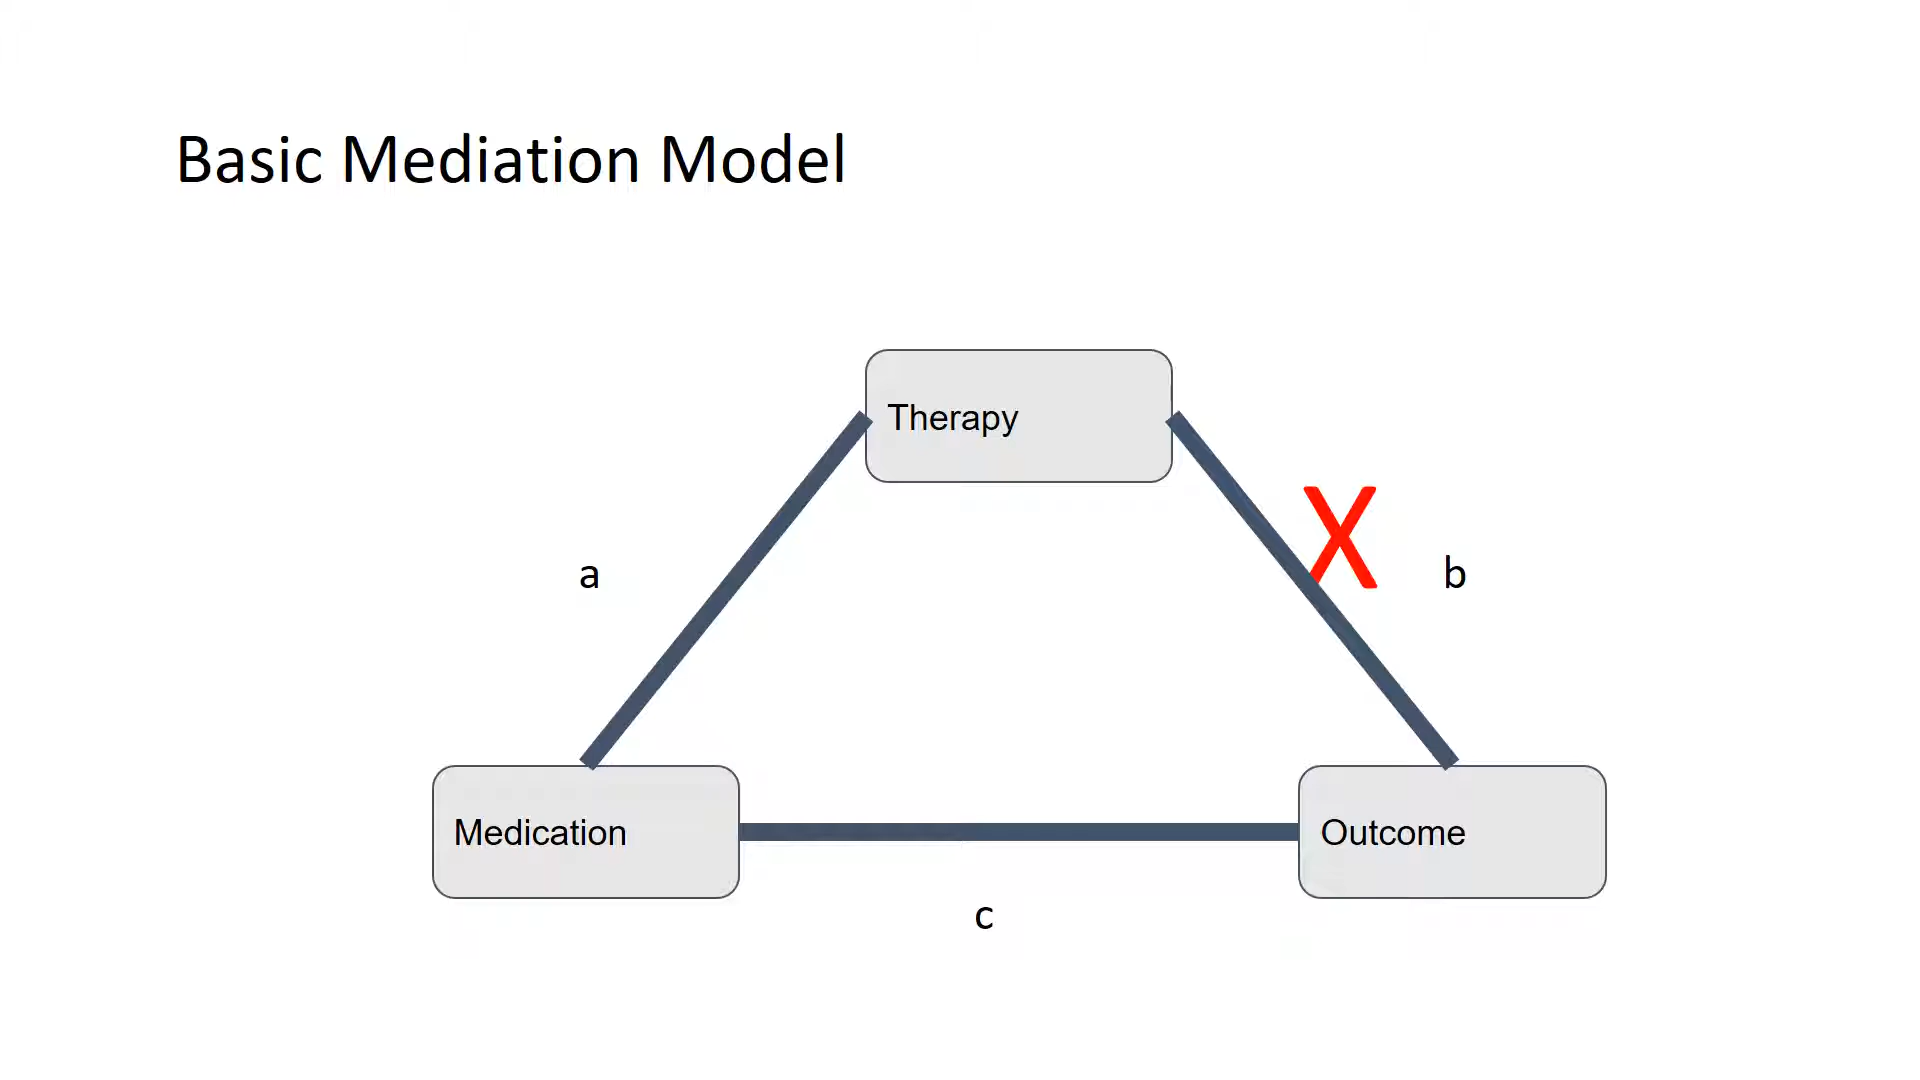 Basic Mediation Model
Therapy
X
a
b
Medication
Outcome
c